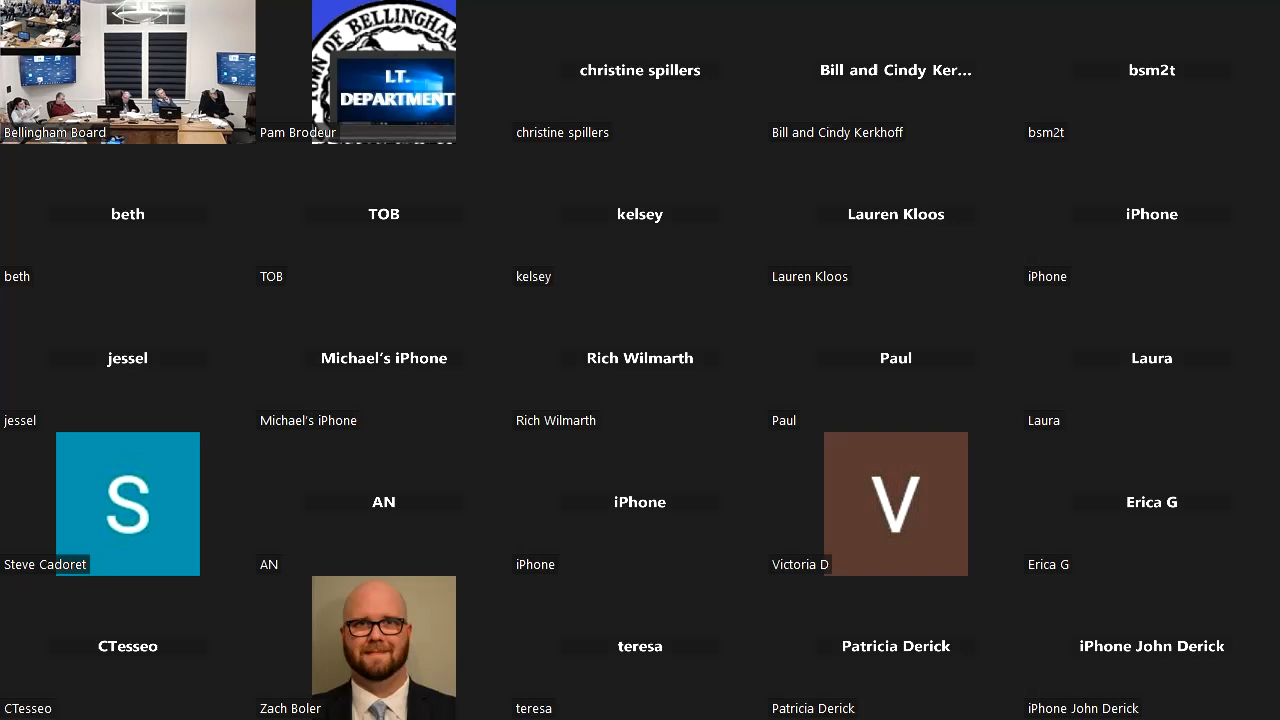 OF BELLINGHAM
I.T.
DEPARTMENT
christine spillers
Bill and Cindy Ker...
bsm2t
Bellingham Board
Pam Brodeur
christine spillers
Bill and Cindy Kerkhoff
bsm2t
beth
TOB
kelsey
Lauren Kloos
iPhone
beth
TOB
kelsey
Lauren Kloos
iPhone
jessel
Michael's iPhone
Rich Wilmarth
Paul
Laura
jessel
Michael's iPhone
Rich Wilmarth
Paul
Laura
S
AN
iPhone
V
Erica G
Steve Cadoret
AN
iPhone
Victoria D
Erica G
CTesseo
teresa
Patricia Derick
iPhone John Derick
CTesseo
Zach Boler
teresa
Patricia Derick
iPhone John Derick